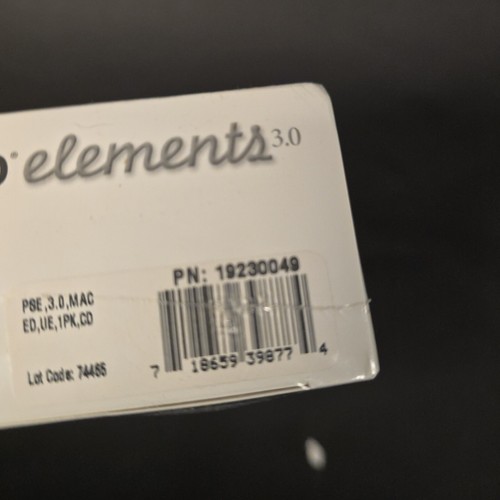 elements 3.0
PN: 19230049
PSE,3.0,MAC
ED,UE,1PK,CD
Lot Code: 74465
7 18659 39877 4